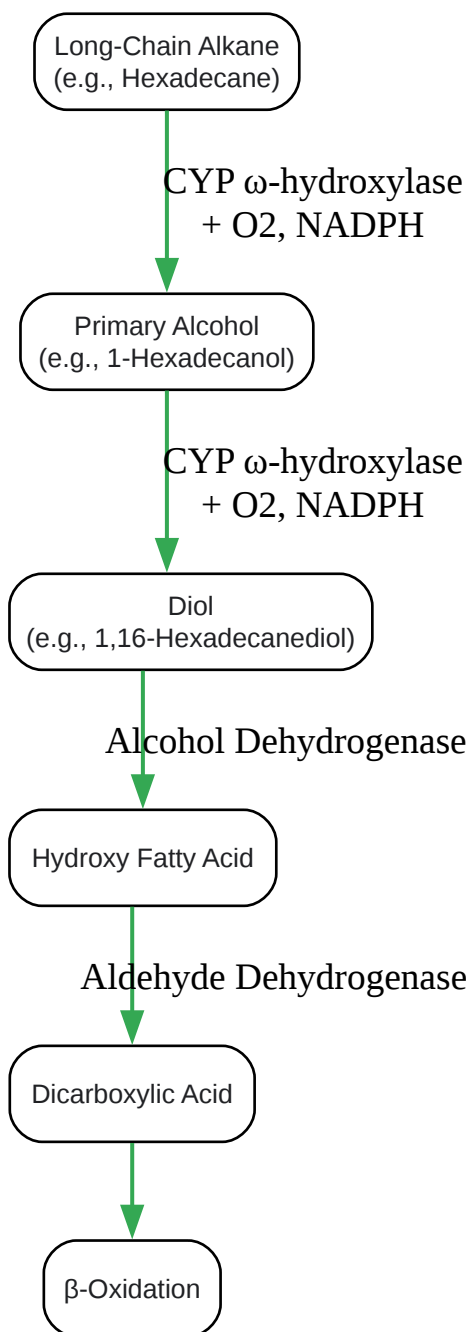 Long-Chain Alkane
(e.g., Hexadecane)
CYP ω-hydroxylase
+ O2, NADPH
Primary Alcohol
(e.g., 1-Hexadecanol)
CYP ω-hydroxylase
+ O2, NADPH
Diol
(e.g., 1,16-Hexadecanediol)
Alcohol Dehydrogenase
Hydroxy Fatty Acid
Aldehyde Dehydrogenase
Dicarboxylic Acid
β-Oxidation